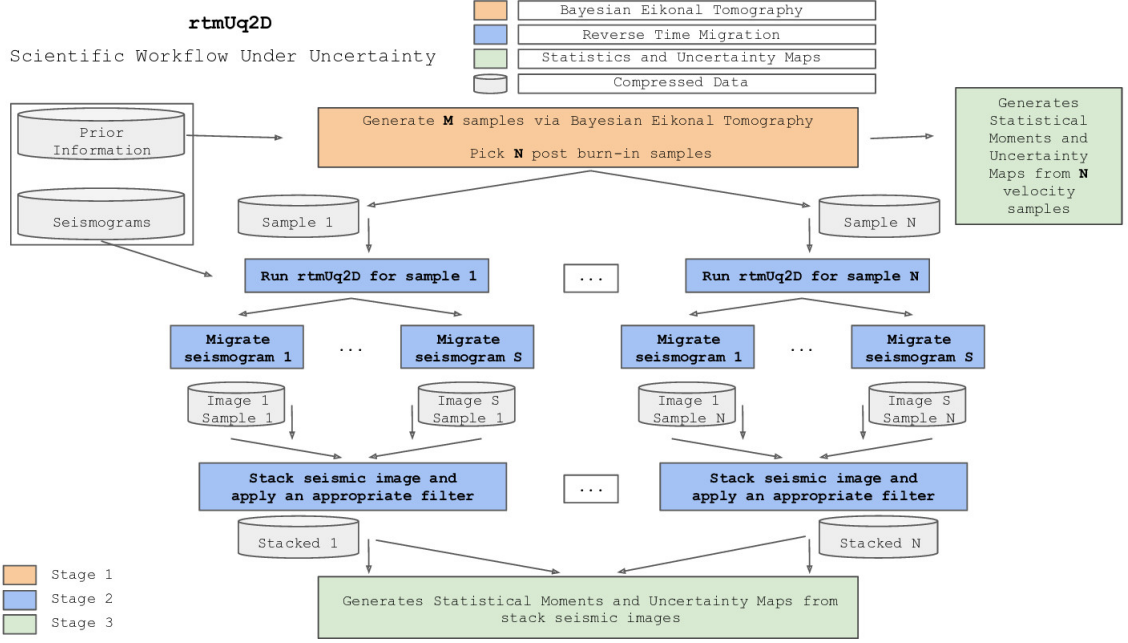 rtmUq2D
Scientific Workflow Under Uncertainty
Bayesian Eikonal Tomography
Reverse Time Migration
Statistics and Uncertainty Maps
Compressed Data
Prior
Information
Seismograms
Generate M samples via Bayesian Eikonal Tomography
Pick N post burn-in samples
Generates
Statistical
Moments and
Uncertainty
Maps from N
velocity
samples
Sample 1
Sample N
Run rtmUq2D for sample 1
...
Run rtmUq2D for sample N
Migrate
seismogram 1
...
Migrate
seismogram S
Migrate
seismogram 1
...
Migrate
seismogram S
Image 1
Sample 1
Image S
Sample 1
Image 1
Sample N
Image S
Sample N
Stack seismic image and
apply an appropriate filter
...
Stack seismic image and
apply an appropriate filter
Stacked 1
Stacked N
Generates Statistical Moments and Uncertainty Maps from
stack seismic images
Stage 1
Stage 2
Stage 3